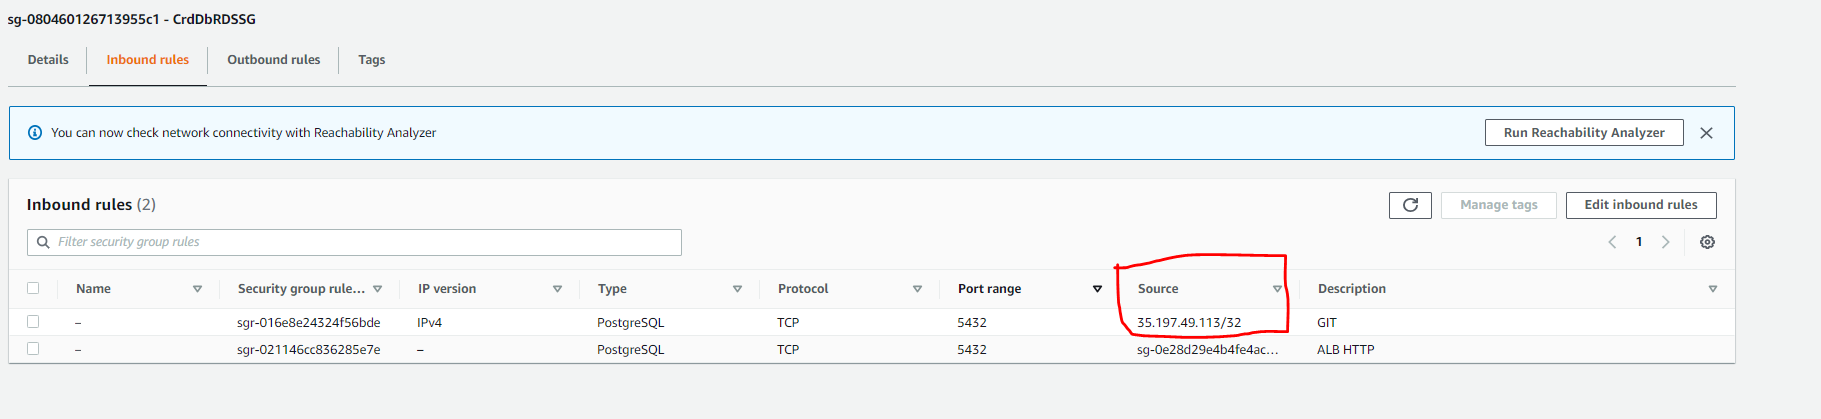 sg-080460126713955c1 - CrdDbRDSSG
Details Inbound rules Outbound rules Tags
You can now check network connectivity with Reachability Analyzer Run Reachability Analyzer
Inbound rules (2) Manage tags Edit inbound rules
Filter security group rules 1
Name Security group rule... IP version Type Protocol Port range Source Description
– sgr-016e8e24324f56bde IPv4 PostgreSQL TCP 5432 35.197.49.113/32 GIT
– sgr-021146cc836285e7e – PostgreSQL TCP 5432 sg-0e28d29e4b4fe4ac... ALB HTTP